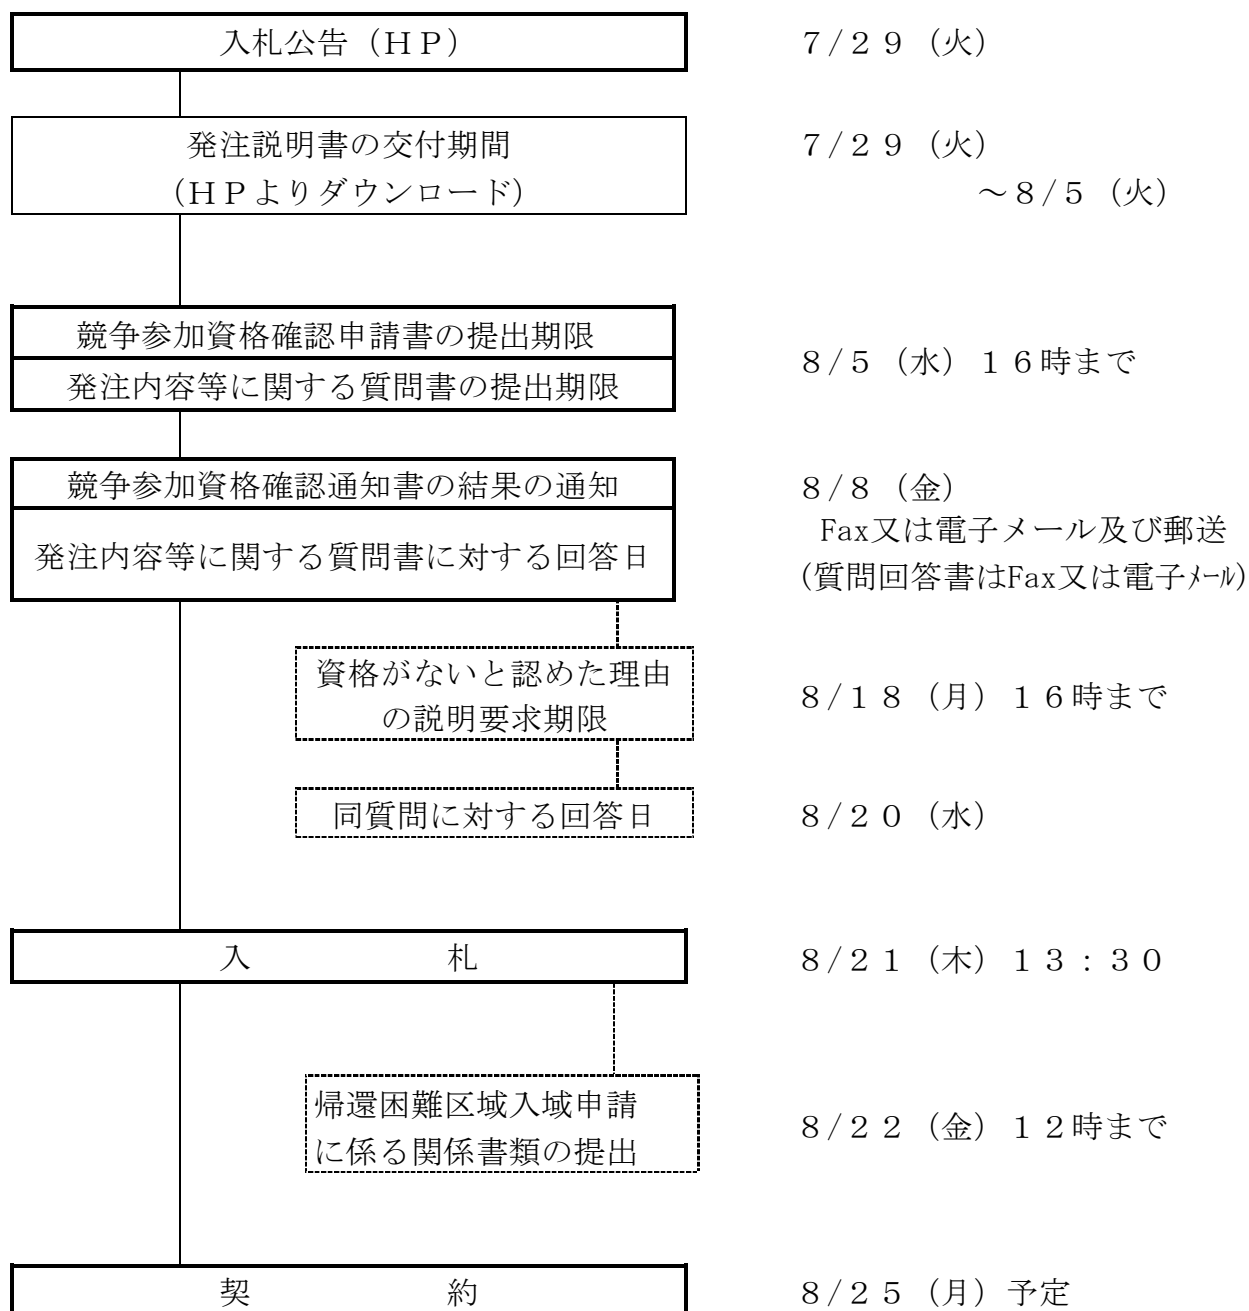 入札公告（ＨＰ） ７/２９（火）
発注説明書の交付期間 ７/２９（火）
（ＨＰよりダウンロード） ～８/５（火）
競争参加資格確認申請書の提出期限
発注内容等に関する質問書の提出期限
８/５（水）１６時まで
競争参加資格確認通知書の結果の通知
発注内容等に関する質問書に対する回答日
８/８（金）
Fax又は電子メール及び郵送
(質問回答書はFax又は電子ﾒｰﾙ)
資格がないと認めた理由
の説明要求期限
８/１８（月）１６時まで
同質問に対する回答日 ８/２０（水）
入　　　　　札 ８/２１（木）１３:３０
帰還困難区域入域申請
に係る関係書類の提出
８/２２（金）１２時まで
契　　　　　約 ８/２５（月）予定